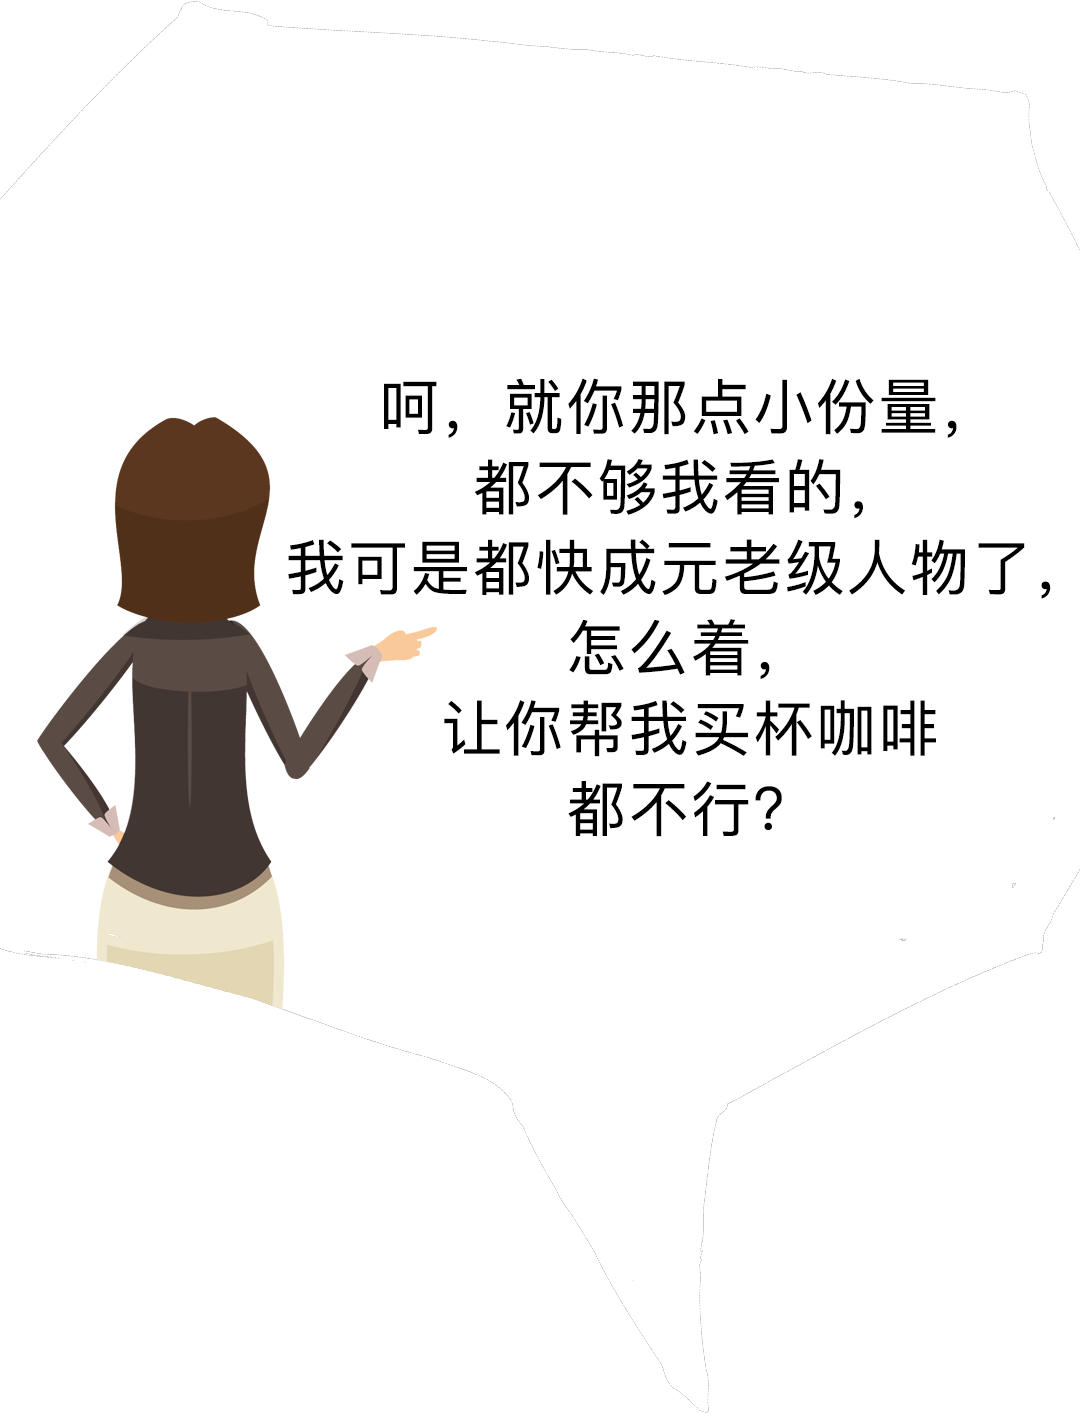 呵，就你那点小份量，
都不够我看的，
我可是都快成元老级人物了，
怎么着，
让你帮我买杯咖啡
都不行？